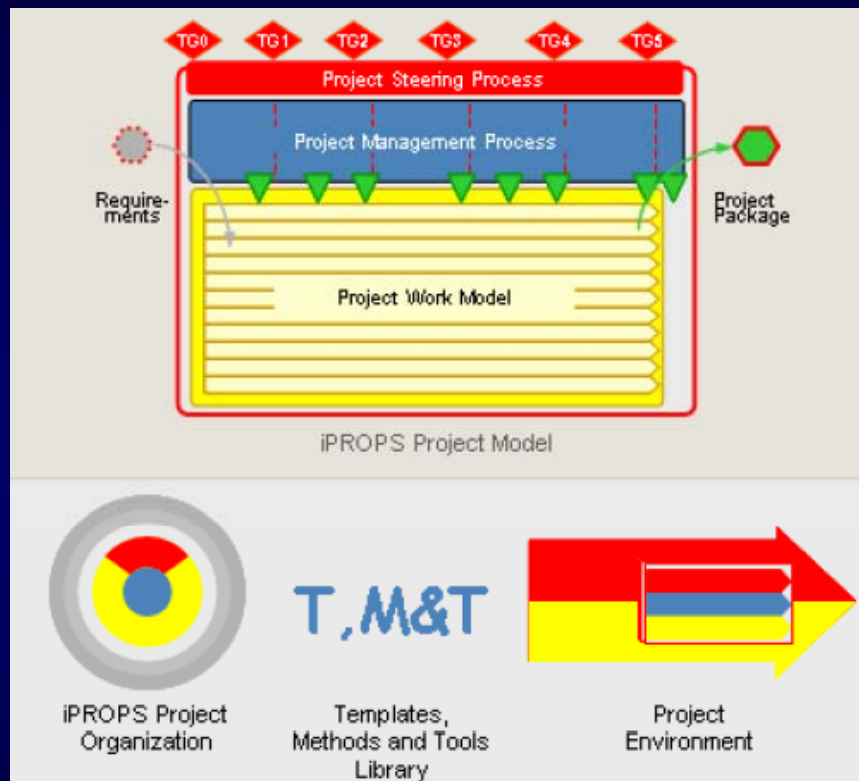 TG0 TG1 TG2 TG3 TG4 TG5
Project Steering Process
Project Management Process
Require-
ments
Project
Package
Project Work Model
iPROPS Project Model
T,M&T
iPROPS Project
Organization
Templates,
Methods and Tools
Library
Project
Environment